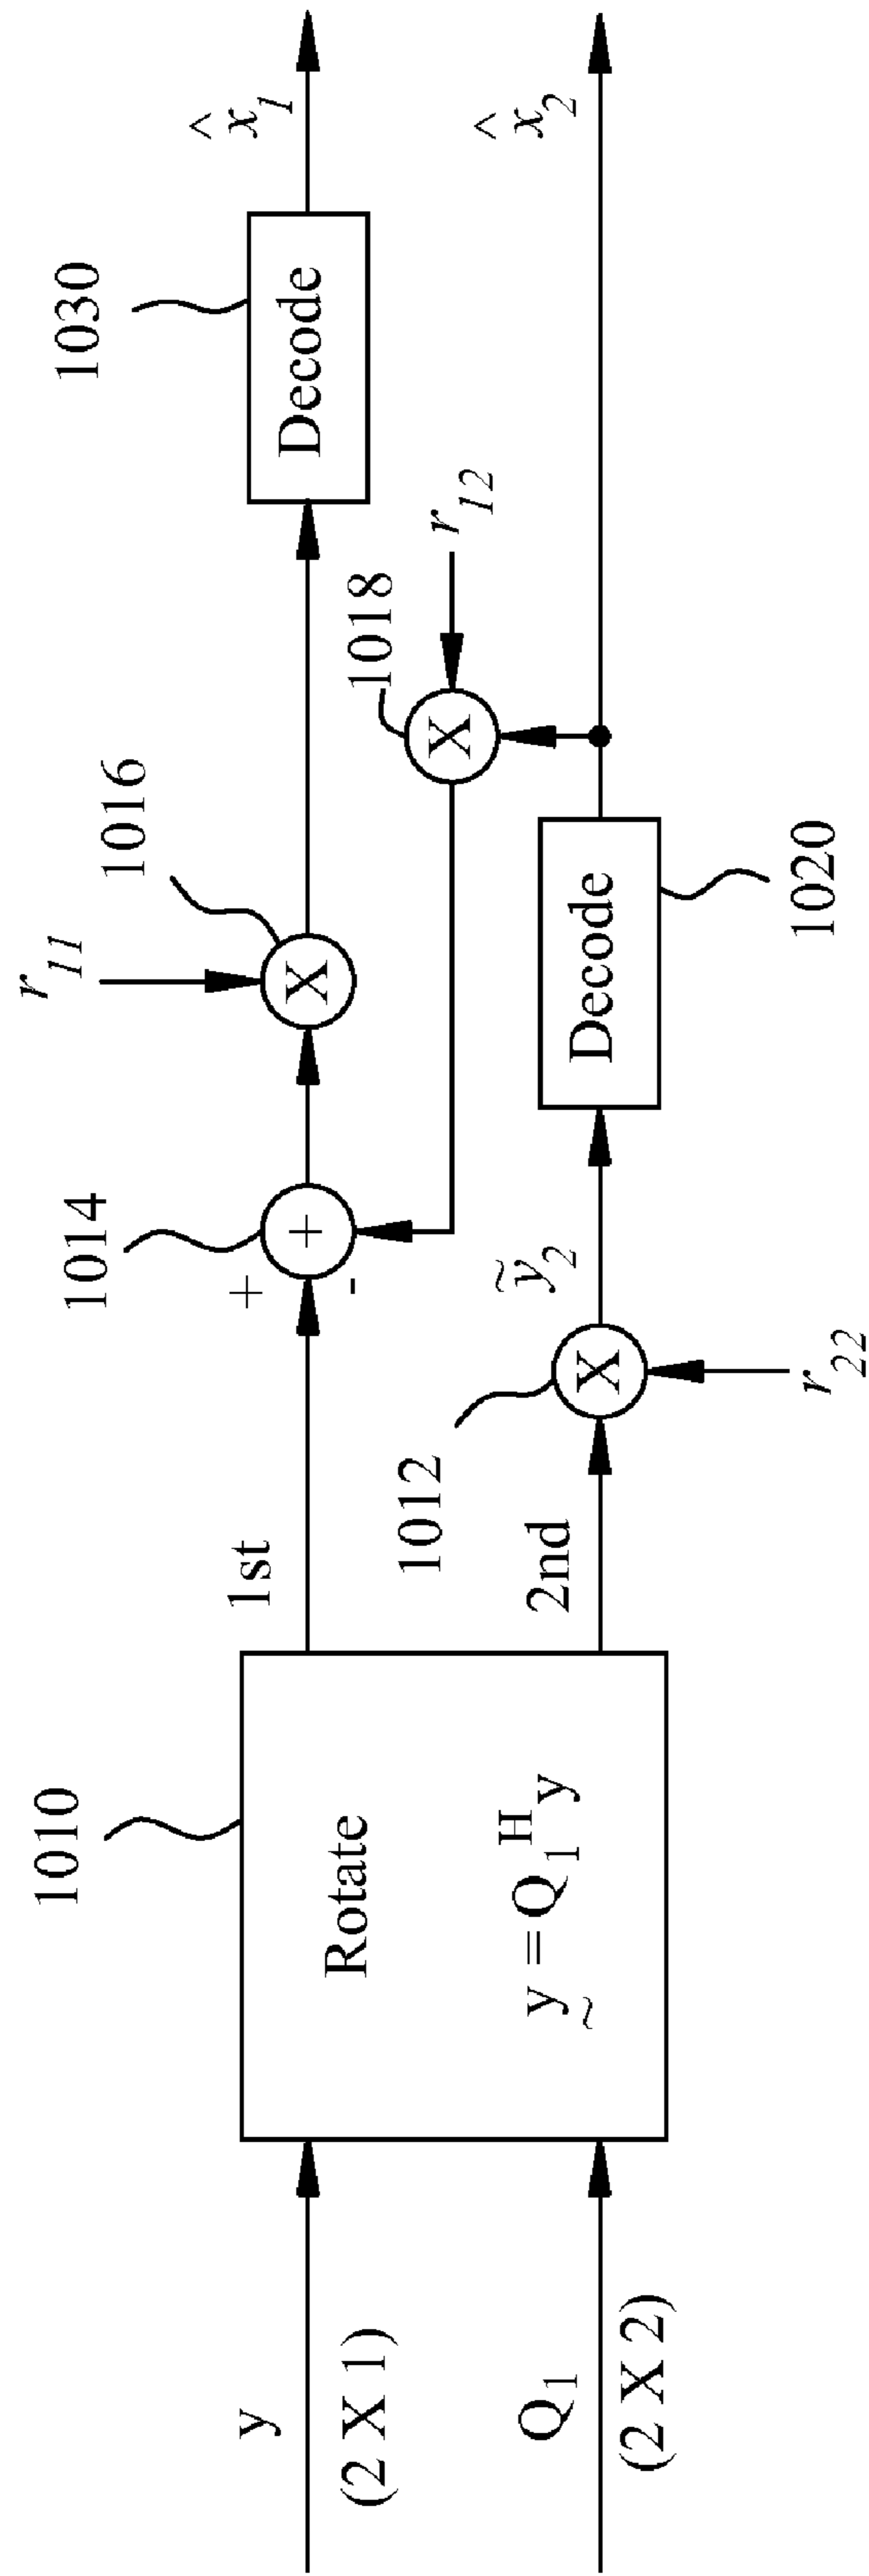 y
(2 X 1)
Q₁
(2 X 2)
1010
Rotate
ỹ = Q₁ᴴ y
1st
2nd
1012
r₂₂
ỹ₂
1014
+
-
+
r₁₁
X
1016
X
Decode
1020
X
1018
r₁₂
Decode
1030
x̂₁
x̂₂